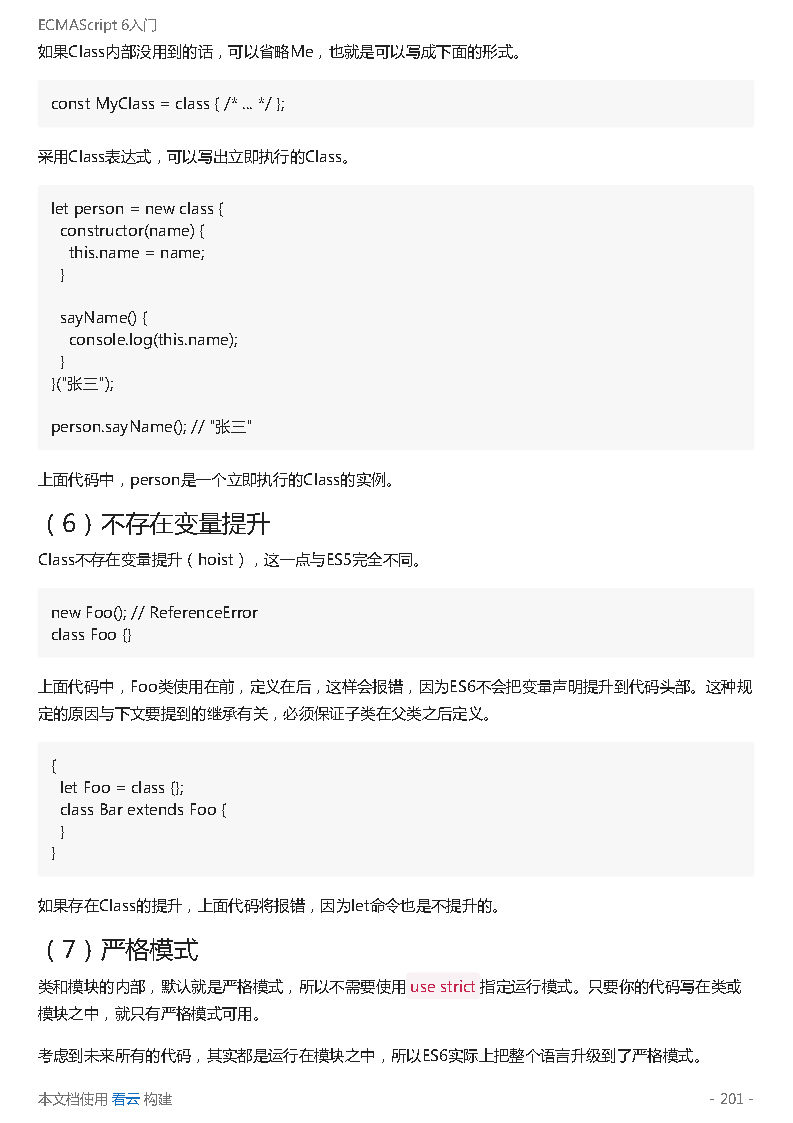 ECMAScript 6入门
如果Class内部没用到的话，可以省略Me，也就是可以写成下面的形式。
const MyClass = class { /* ... */ };
采用Class表达式，可以写出立即执行的Class。
let person = new class {
constructor(name) {
this.name = name;
}
sayName() {
console.log(this.name);
}
}("张三");
person.sayName(); // "张三"
上面代码中，person是一个立即执行的Class的实例。
（6）不存在变量提升
Class不存在变量提升（hoist），这一点与ES5完全不同。
new Foo(); // ReferenceError
class Foo {}
上面代码中，Foo类使用在前，定义在后，这样会报错，因为ES6不会把变量声明提升到代码头部。这种规
定的原因与下文要提到的继承有关，必须保证子类在父类之后定义。
{
let Foo = class {};
class Bar extends Foo {
}
}
如果存在Class的提升，上面代码将报错，因为let命令也是不提升的。
（7）严格模式
类和模块的内部，默认就是严格模式，所以不需要使用 use strict 指定运行模式。只要你的代码写在类或
模块之中，就只有严格模式可用。
考虑到未来所有的代码，其实都是运行在模块之中，所以ES6实际上把整个语言升级到了严格模式。
本文档使用 看云 构建
- 201 -